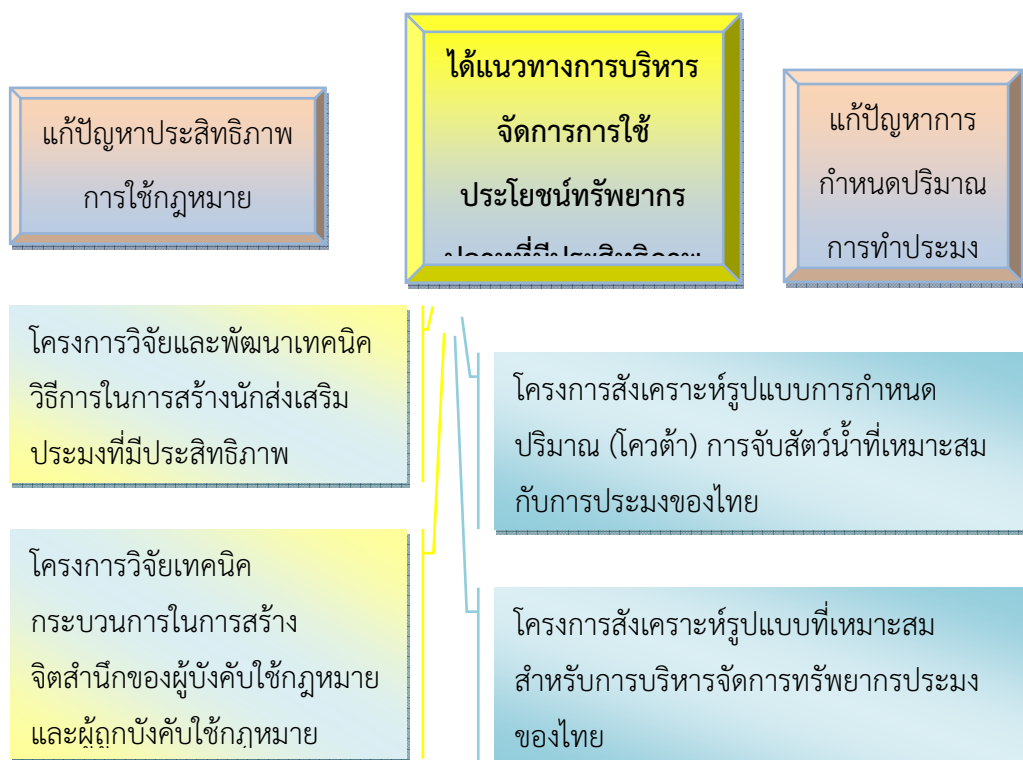 แก้ปัญหาประสิทธิภาพ
การใช้กฎหมาย
ได้แนวทางการบริหาร
จัดการการใช้
ประโยชน์ทรัพยากร
แก้ปัญหาการ
กำหนดปริมาณ
การทำประมง
โครงการวิจัยและพัฒนาเทคนิค
วิธีการในการสร้างนักส่งเสริม
ประมงที่มีประสิทธิภาพ
โครงการวิจัยเทคนิค
กระบวนการในการสร้าง
จิตสำนึกของผู้บังคับใช้กฎหมาย
และผู้ถูกบังคับใช้กฎหมาย
โครงการสังเคราะห์รูปแบบการกำหนด
ปริมาณ (โควต้า) การจับสัตว์น้ำที่เหมาะสม
กับการประมงของไทย
โครงการสังเคราะห์รูปแบบที่เหมาะสม
สำหรับการบริหารจัดการทรัพยากรประมง
ของไทย